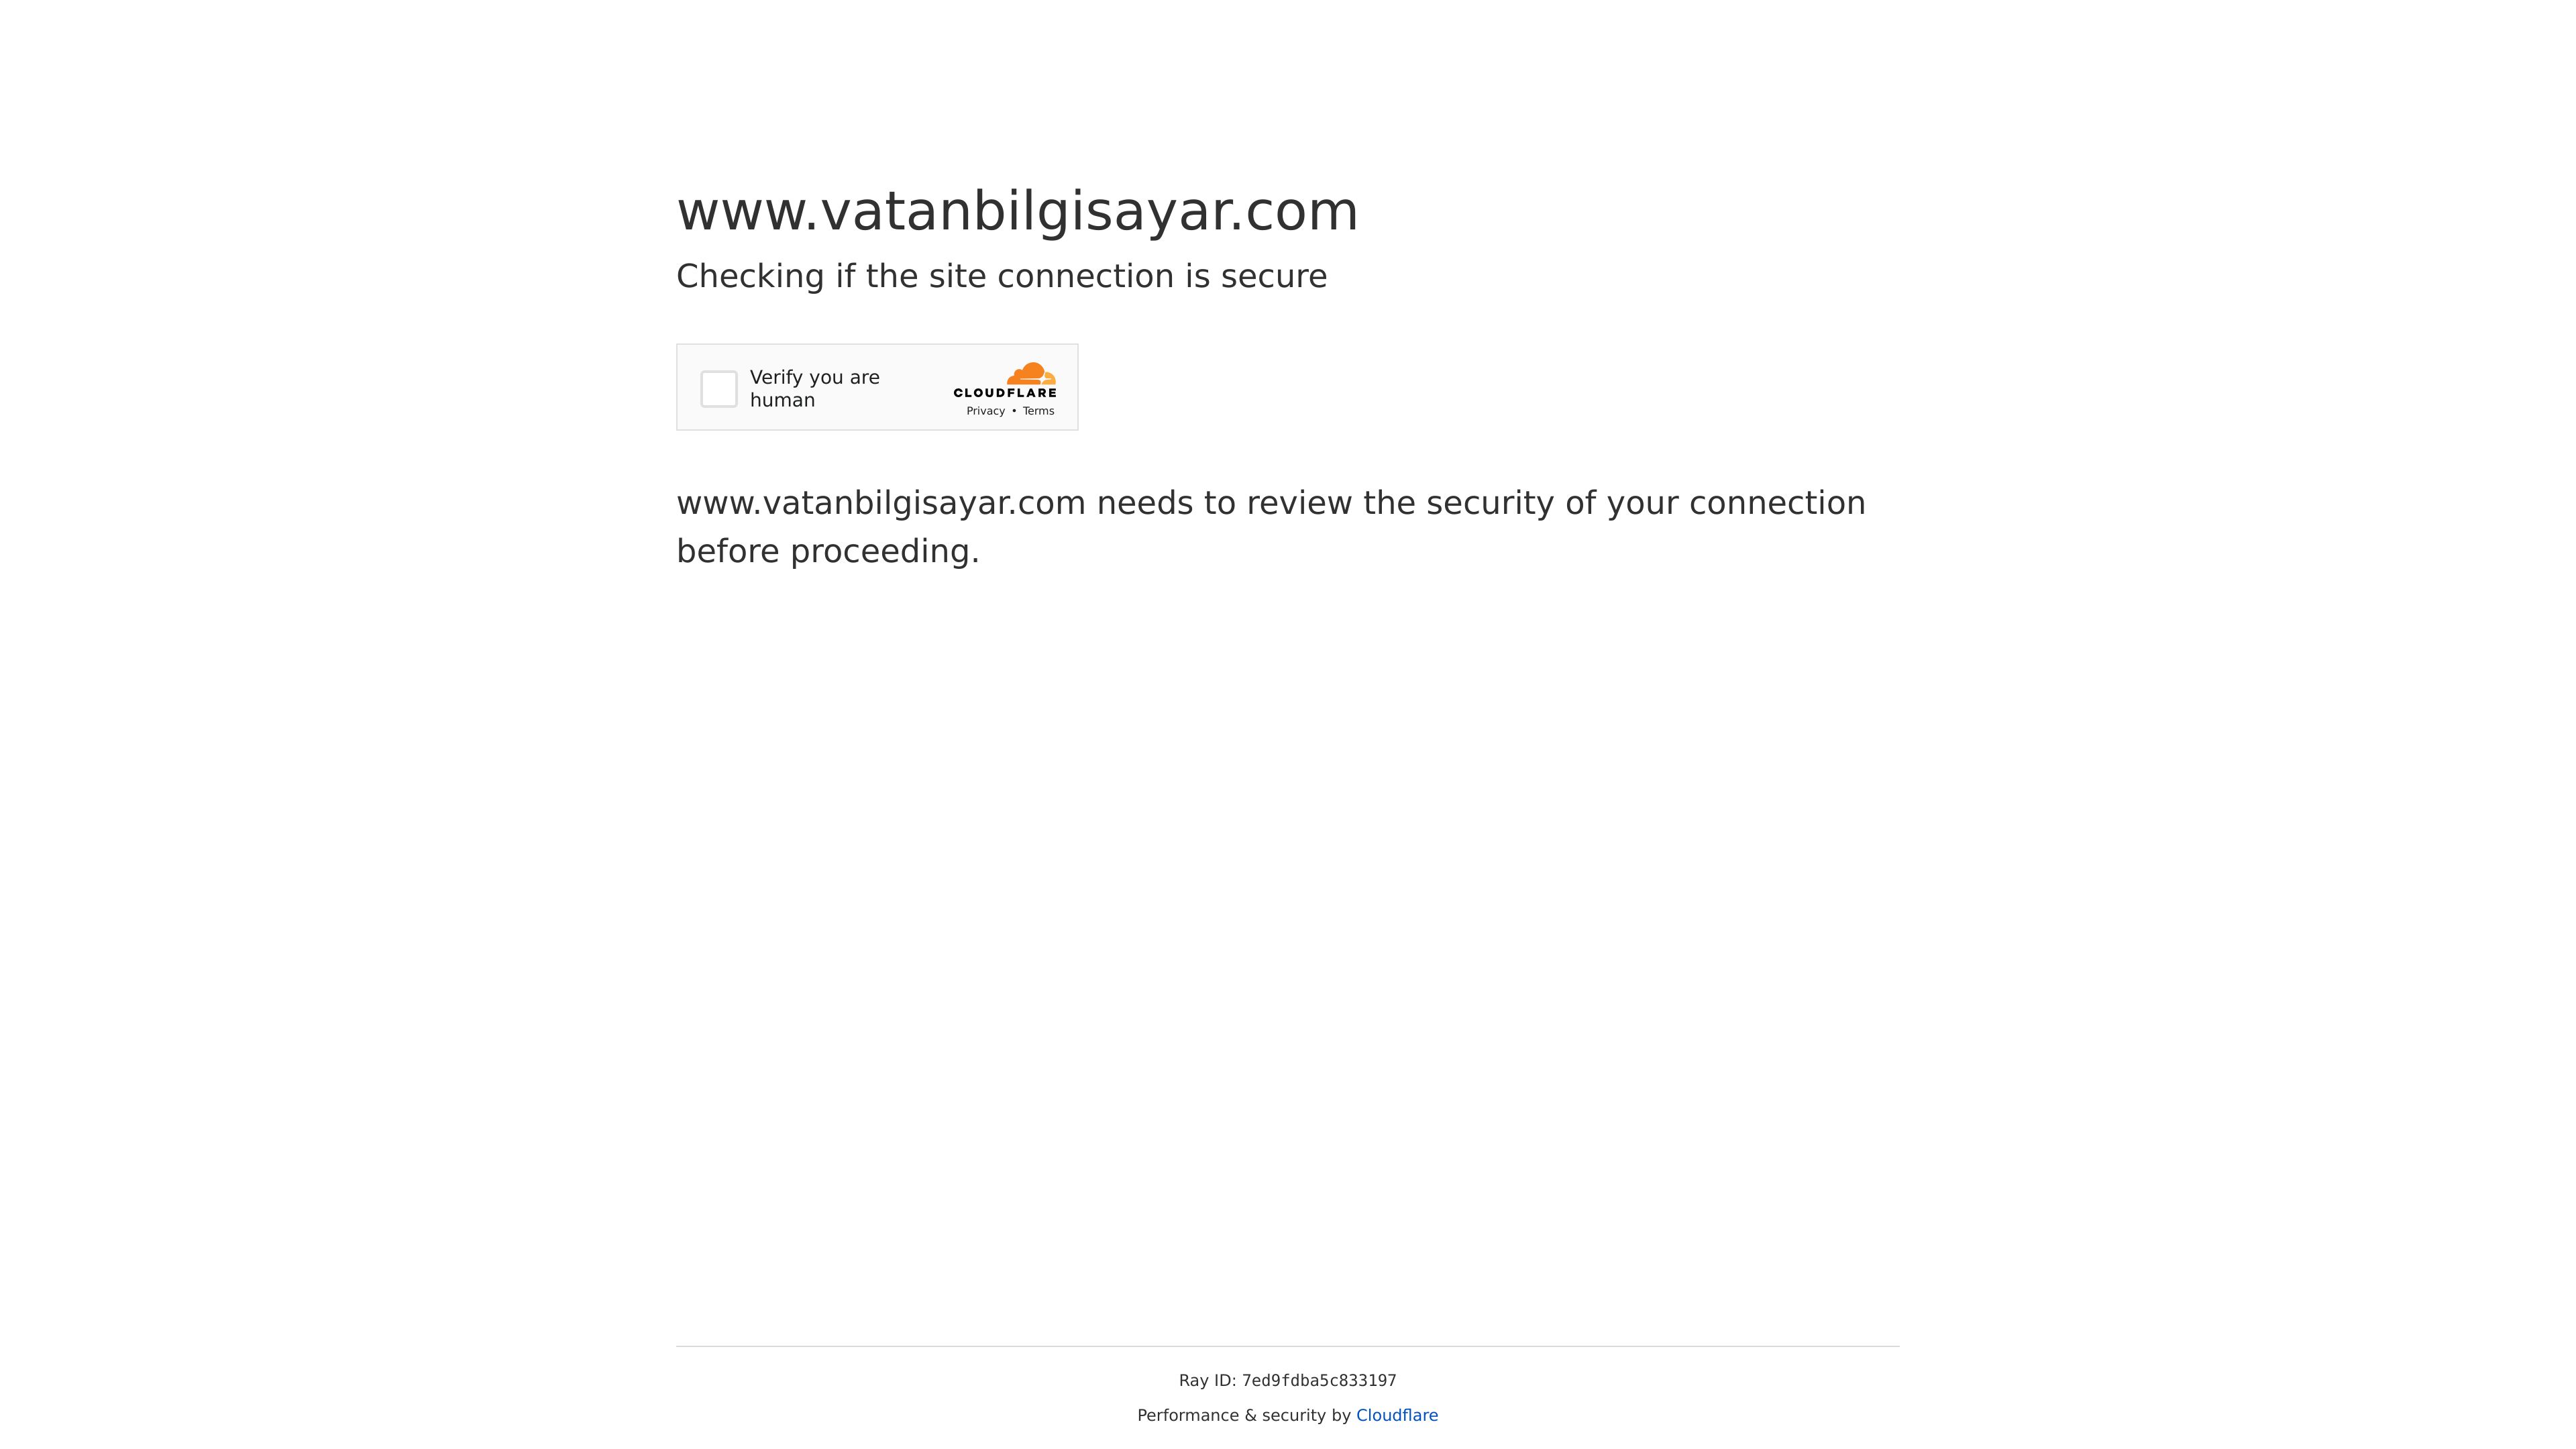 www.vatanbilgisayar.com
Checking if the site connection is secure
Verify you are
human
CLOUDFLARE
Privacy • Terms
www.vatanbilgisayar.com needs to review the security of your connection
before proceeding.
Ray ID: 7ed9fdba5c833197
Performance & security by Cloudflare